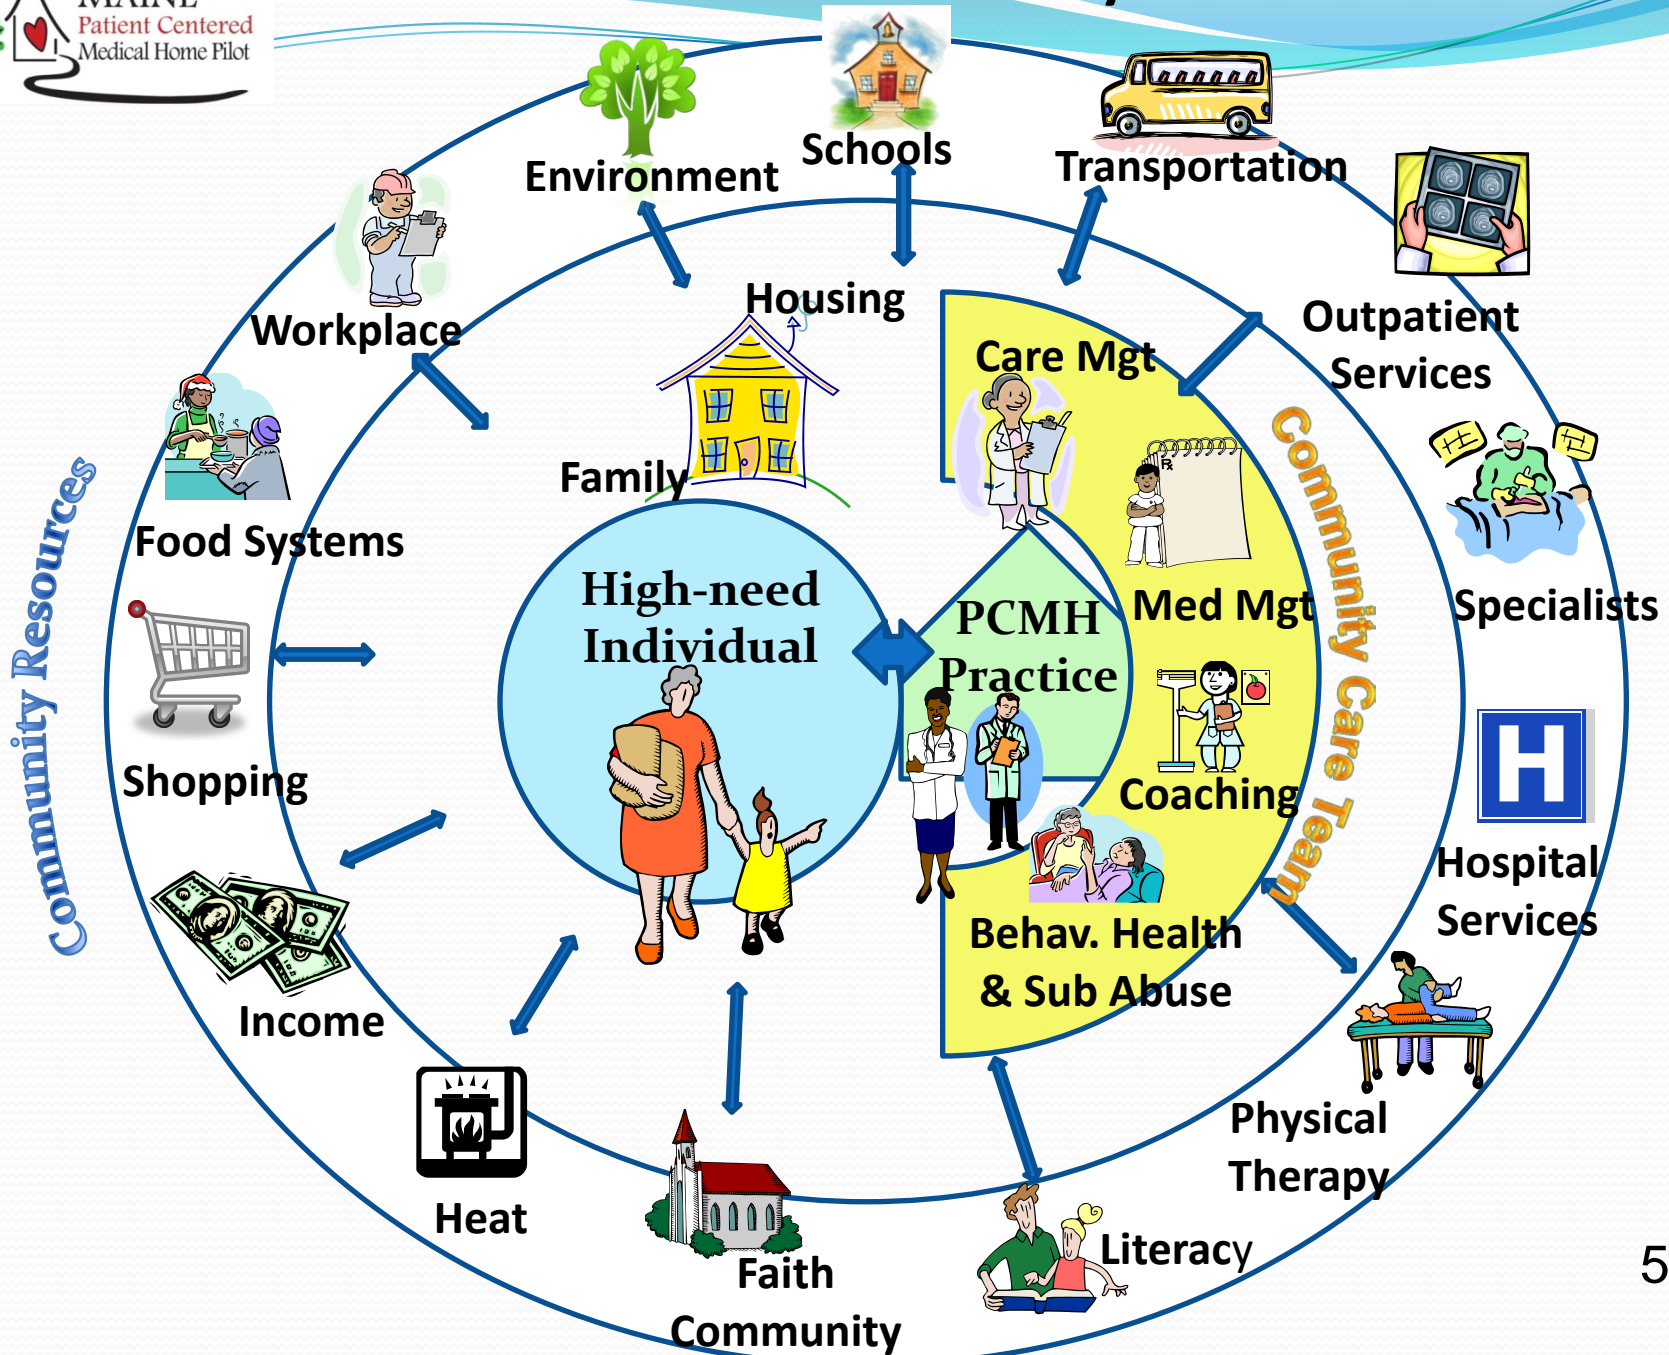 MAINE
Patient Centered
Medical Home Pilot
Schools
Environment
Transportation
Workplace
Housing
Outpatient
Services
Care Mgt
Family
Food Systems
Rx
High-need
Individual
PCMH
Practice
Med Mgt
Specialists
Community Resources
Community Care Team
Shopping
Coaching
H
Hospital
Services
Behav. Health
& Sub Abuse
Income
Physical
Therapy
Heat
Literacy
Faith
Community
5